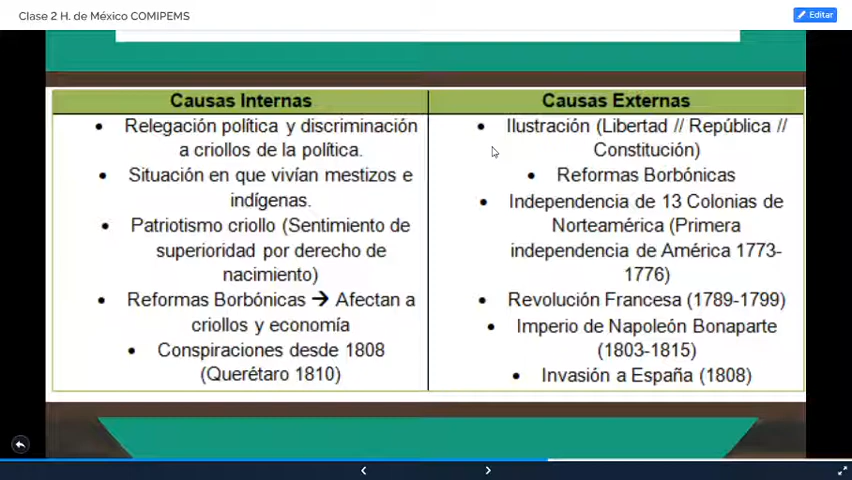 Clase 2 H. de México COMIPEMS
Editar
Causas Internas
• Relegación política y discriminación
a criollos de la política.
• Situación en que vivían mestizos e
indígenas.
• Patriotismo criollo (Sentimiento de
superioridad por derecho de
nacimiento)
• Reformas Borbónicas → Afectan a
criollos y economía
• Conspiraciones desde 1808
(Querétaro 1810)
Causas Externas
• Ilustración (Libertad // República //
Constitución)
• Reformas Borbónicas
• Independencia de 13 Colonias de
Norteamérica (Primera
independencia de América 1773-
1776)
• Revolución Francesa (1789-1799)
• Imperio de Napoleón Bonaparte
(1803-1815)
• Invasión a España (1808)